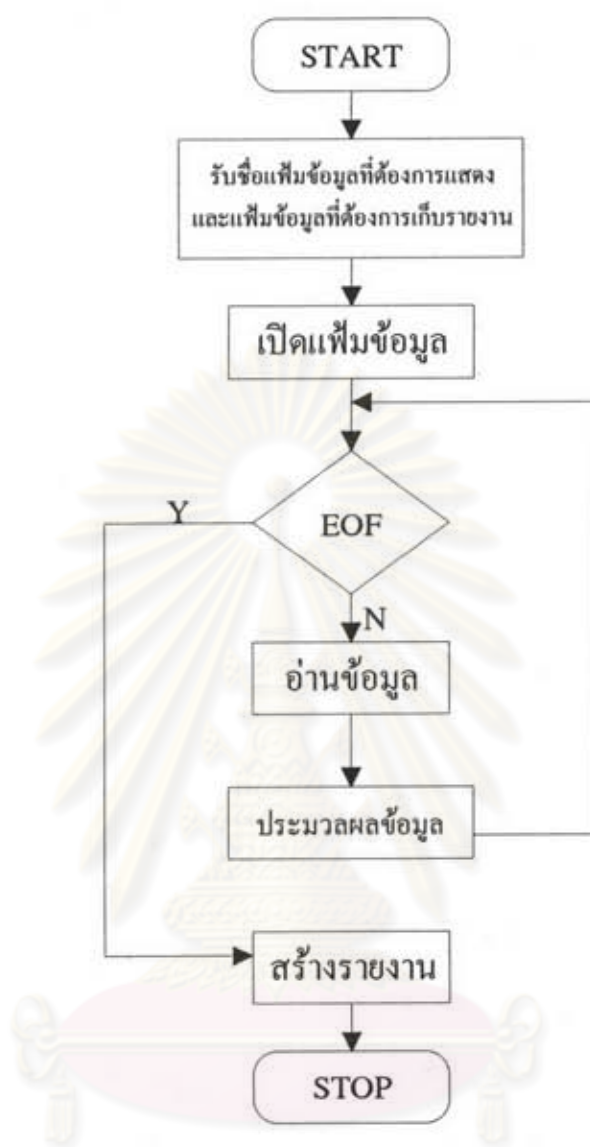 START
รับชื่อแฟ้มข้อมูลที่ต้องการแสดง
และแฟ้มข้อมูลที่ต้องการเก็บรายงาน
เปิดแฟ้มข้อมูล
Y
EOF
N
อ่านข้อมูล
ประมวลผลข้อมูล
สร้างรายงาน
STOP